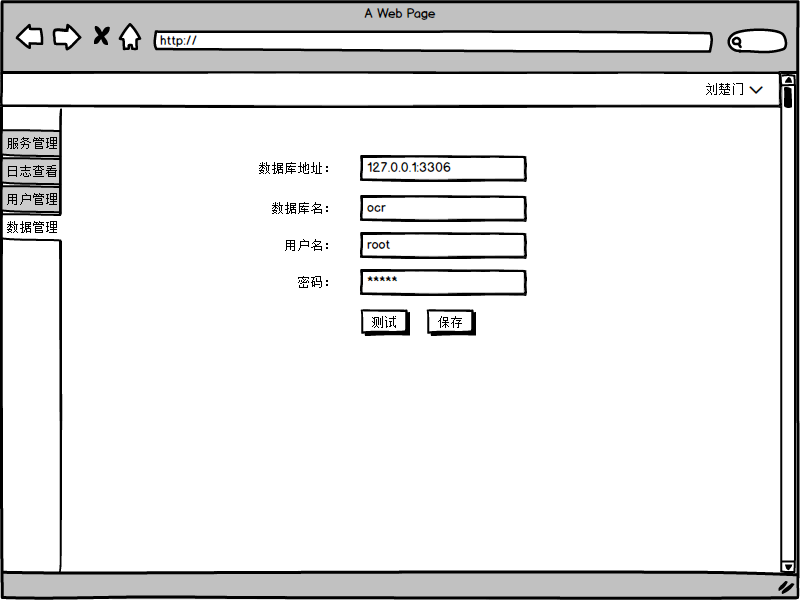 A Web Page
http://
刘楚门
服务管理
日志查看
用户管理
数据管理
数据库地址： 127.0.0.1:3306
数据库名： ocr
用户名： root
密码： *****
测试 保存